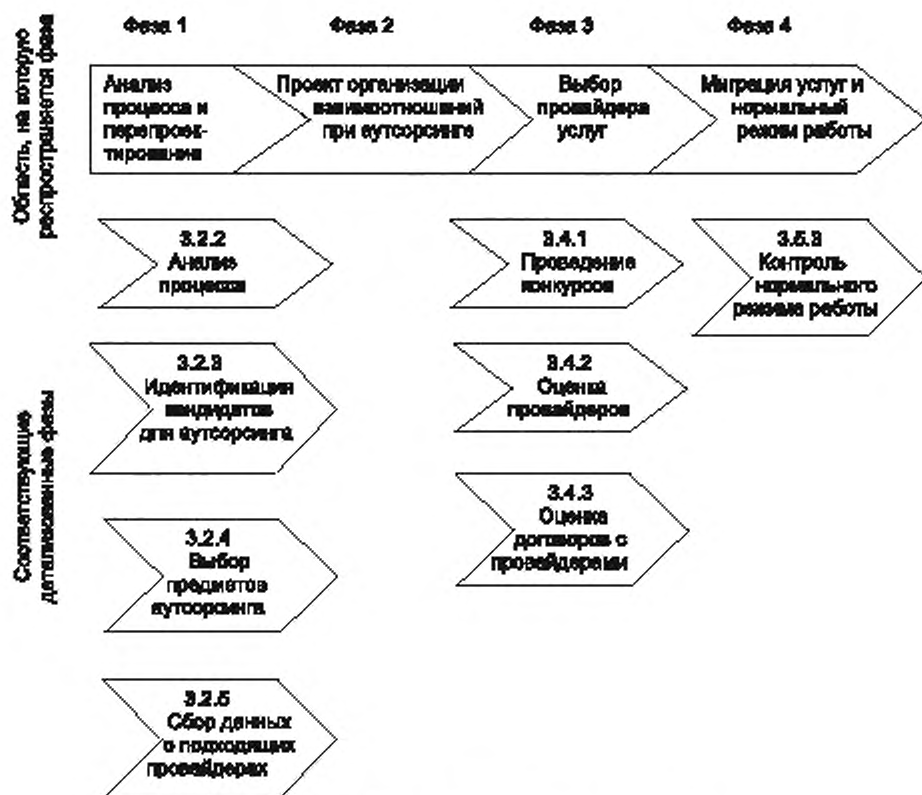 Область, на которую
распространяется фаза
Фаза 1
Фаза 2
Фаза 3
Фаза 4
Анализ
процесса и
перепроек-
тирование
Проект организации
взаимоотношений
при аутсорсинге
Выбор
провайдера
услуг
Миграция услуг и
нормальный
режим работы
Соответствующие
детализованные фазы
3.2.2
Анализ
процесса
3.4.1
Проведение
конкурсов
3.5.3
Контроль
нормального
режима работы
3.2.3
Идентификация
кандидатов
для аутсорсинга
3.4.2
Оценка
провайдеров
3.2.4
Выбор
предметов
аутсорсинга
3.4.3
Оценка
договоров с
провайдерами
3.2.5
Сбор данных
о подходящих
провайдерах